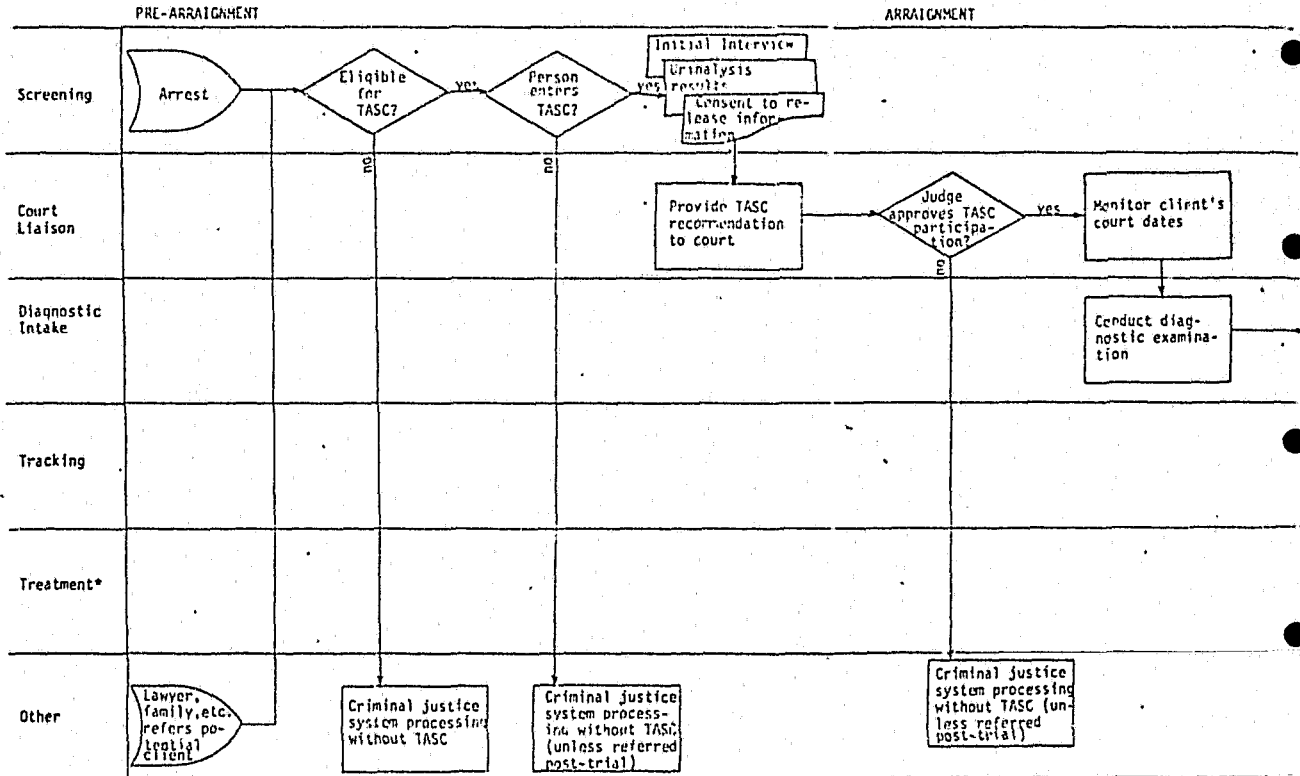 PRE-ARRAIGNMENT
ARRAIGNMENT
Screening
Arrest
Eligible
for
TASC?
yes
no
Person
enters
TASC?
yes
no
Initial Interview
Urinalysis
results
Consent to re-
lease infor-
mation
Court
Liaison
Provide TASC
recommendation
to court
Judge
approves TASC
participa-
tion?
yes
no
Monitor client's
court dates
Diagnostic
Intake
Conduct diag-
nostic examina-
tion
Tracking
Treatment*
Other
Lawyer,
family,etc.
refers po-
tential
client
Criminal justice
system processing
without TASC
Criminal justice
system process-
ing without TASC
(unless referred
post-trial)
Criminal justice
system processing
without TASC (un-
less referred
post-trial)